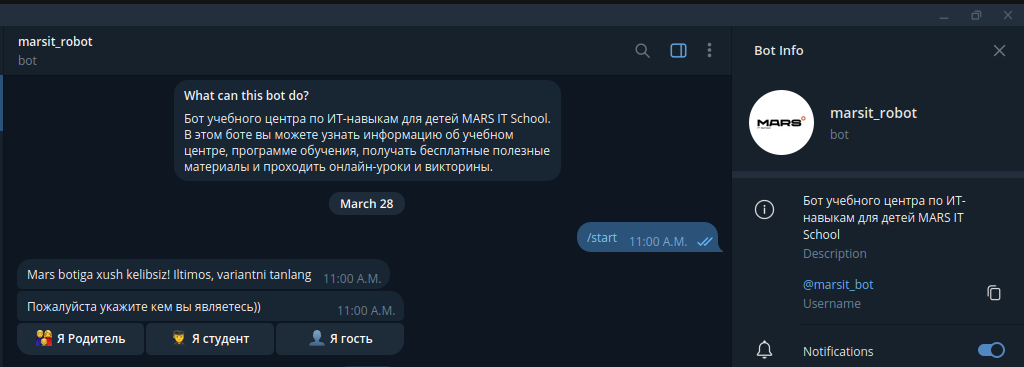 marsit_robot
bot
What can this bot do?
Бот учебного центра по ИТ-навыкам для детей MARS IT School.
В этом боте вы можете узнать информацию об учебном
центре, программе обучения, получать бесплатные полезные
материалы и проходить онлайн-уроки и викторины.
March 28
/start 11:00 A.M.
Mars botiga xush kelibsiz! Iltimos, variantni tanlang 11:00 A.M.
Пожалуйста укажите кем вы являетесь)) 11:00 A.M.
Я Родитель
Я студент
Я гость
Bot Info
MARS
marsit_robot
bot
Бот учебного центра по ИТ-
навыкам для детей MARS IT
School
Description
@marsit_bot
Username
Notifications